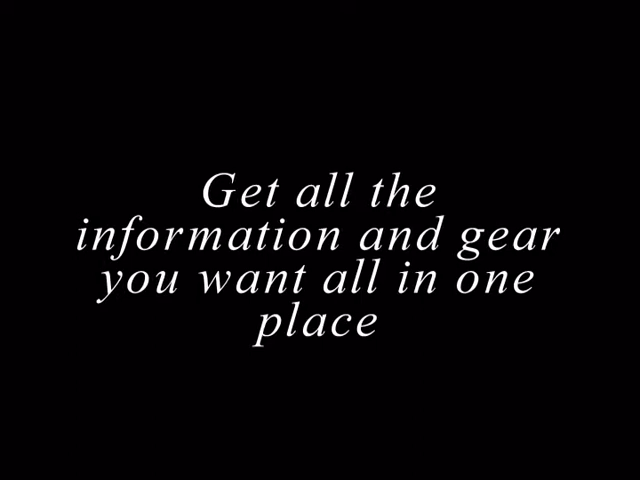 Get all the
information and gear
you want all in one
place